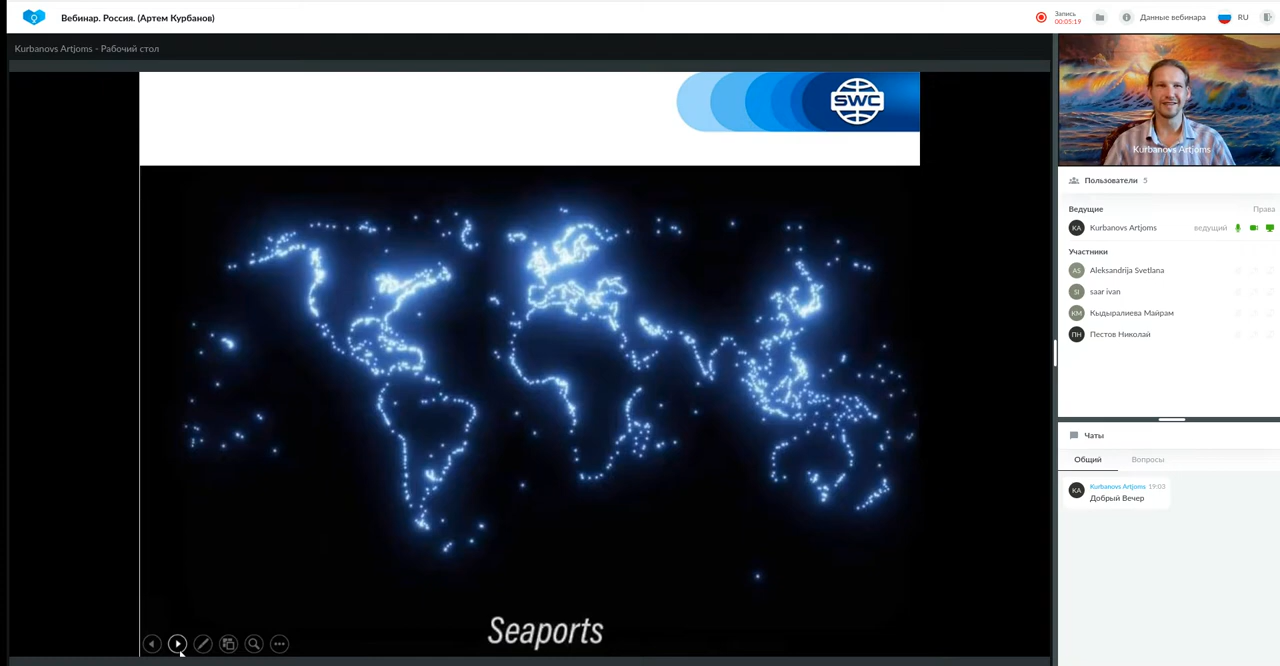 Вебинар. Россия. (Артем Курбанов)
Запись
00:05:19
Данные вебинара
RU
Kurbanovs Artjoms - Рабочий стол
SWC
Seaports
Kurbanovs Artjoms
Пользователи 5
Ведущие Права
KA Kurbanovs Artjoms ведущий
Участники
AS Aleksandrija Svetlana
SI saar ivan
КМ Кыдыралиева Майрам
ПН Пестов Николай
Чаты
Общий Вопросы
KA Kurbanovs Artjoms 19:03
Добрый Вечер